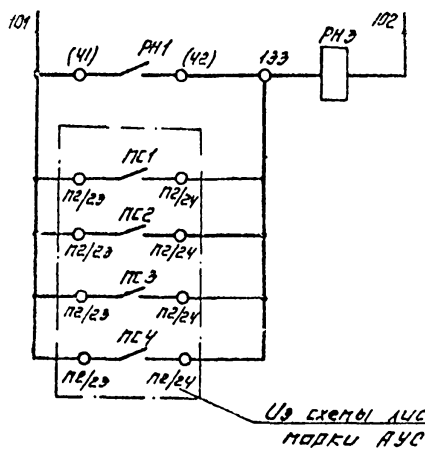 101
102
(41) РН1 (42) 133 РН3
ПС1
П2/23 П2/24
ПС2
П2/23 П2/24
ПС3
П2/23 П2/24
ПС4
П2/23 П2/24
Из схемы лис
марки АУС